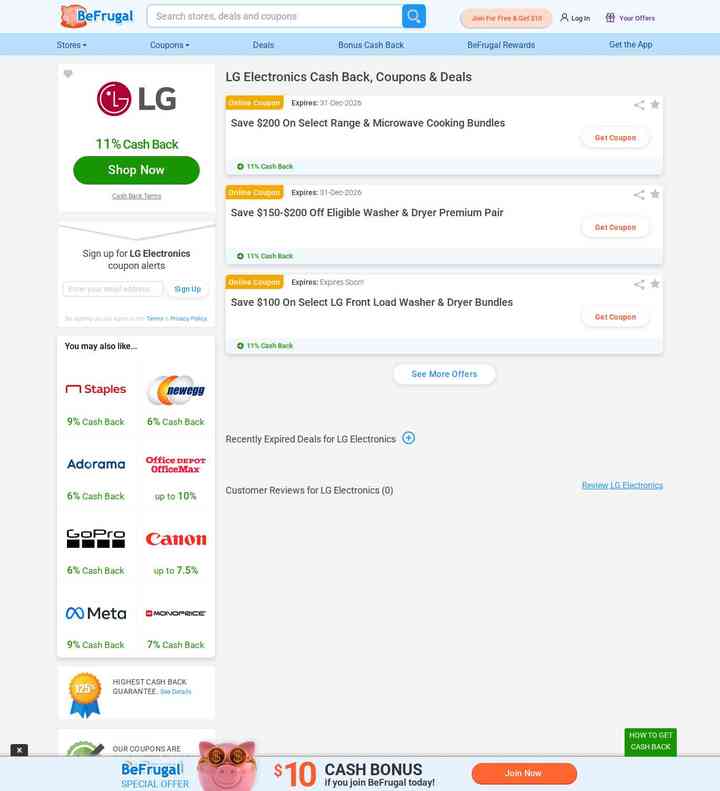 BeFrugal
Search stores, deals and coupons
Join For Free & Get $10
Log In
Your Offers
Stores
Coupons
Deals
Bonus Cash Back
BeFrugal Rewards
Get the App
LG
11% Cash Back
Shop Now
Cash Back Terms
Sign up for LG Electronics
coupon alerts
Enter your email address
Sign Up
Terms
Privacy Policy
You may also like...
Staples
9% Cash Back
newegg
6% Cash Back
Adorama
6% Cash Back
Office DEPOT
OfficeMax
up to 10%
GoPro
6% Cash Back
Canon
up to 7.5%
Meta
9% Cash Back
MONOPRICE
7% Cash Back
125%
HIGHEST CASH BACK
GUARANTEE. See Details
OUR COUPONS ARE
LG Electronics Cash Back, Coupons & Deals
Online Coupon
Expires: 31-Dec-2026
Save $200 On Select Range & Microwave Cooking Bundles
Get Coupon
11% Cash Back
Online Coupon
Expires: 31-Dec-2026
Save $150-$200 Off Eligible Washer & Dryer Premium Pair
Get Coupon
11% Cash Back
Online Coupon
Expires: Expires Soon!
Save $100 On Select LG Front Load Washer & Dryer Bundles
Get Coupon
11% Cash Back
See More Offers
Recently Expired Deals for LG Electronics
Customer Reviews for LG Electronics (0)
Review LG Electronics
HOW TO GET
CASH BACK
x
BeFrugal
SPECIAL OFFER
$10
CASH BONUS
if you join BeFrugal today!
Join Now